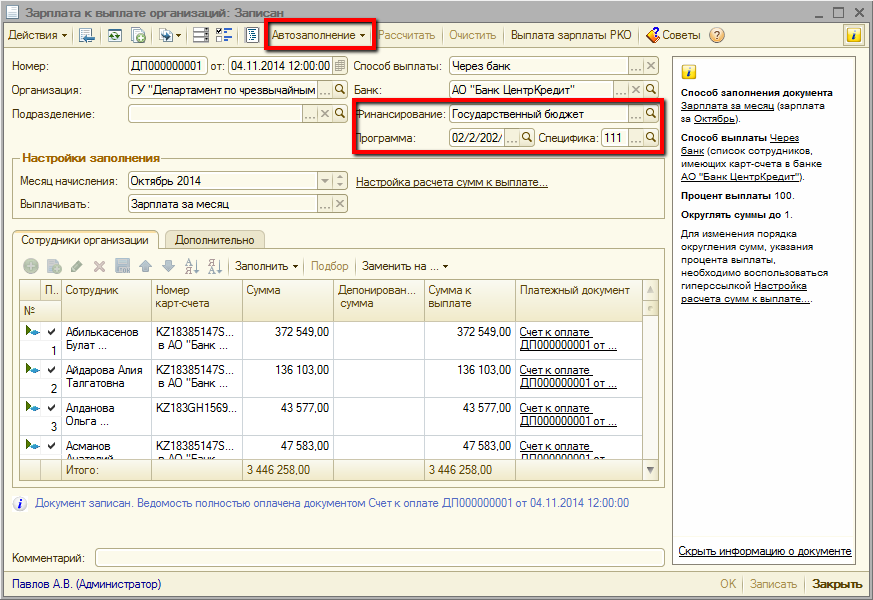 Зарплата к выплате организаций: Записан
Действия Автозаполнение Рассчитать Очистить Выплата зарплаты РКО Советы
Номер: ДП000000001 от: 04.11.2014 12:00:00 Способ выплаты: Через банк
Организация: ГУ "Департамент по чрезвычайным Банк: АО "Банк ЦентрКредит"
Подразделение: Финансирование: Государственный бюджет
Программа: 02/2/202/ Специфика: 111
Настройки заполнения
Месяц начисления: Октябрь 2014 Настройка расчета сумм к выплате...
Выплачивать: Зарплата за месяц
Сотрудники организации Дополнительно
Заполнить Подбор Заменить на ...
№ П.. Сотрудник Номер карт-счета Сумма Депонирован... сумма Сумма к выплате Платежный документ
Абилькасенов KZ18385147S... 372 549,00 372 549,00 Счет к оплате
1 Булат ... в АО "Банк ... ДП000000001 от ...
Айдарова Алия KZ18385147S... 136 103,00 136 103,00 Счет к оплате
2 Талгатовна в АО "Банк ... ДП000000001 от ...
Алданова KZ183GH1569... 43 577,00 43 577,00 Счет к оплате
3 Ольга ... ДП000000001 от ...
Асманов KZ18385147S... 47 583,00 47 583,00 Счет к оплате
Анатолий в АО "Банк ... ДП000000001 от ...
Итого: 3 446 258,00 3 446 258,00
Документ записан. Ведомость полностью оплачена документом Счет к оплате ДП000000001 от 04.11.2014 12:00:00
Комментарий:
Способ заполнения документа
Зарплата за месяц (зарплата
за Октябрь).
Способ выплаты Через
банк (список сотрудников,
имеющих карт-счета в банке
АО "Банк ЦентрКредит").
Процент выплаты 100.
Округлять суммы до 1.
Для изменения порядка
округления сумм, указания
процента выплаты,
необходимо воспользоваться
гиперссылкой Настройка
расчета сумм к выплате....
Скрыть информацию о документе
Павлов А.В. (Администратор) OK Записать Закрыть